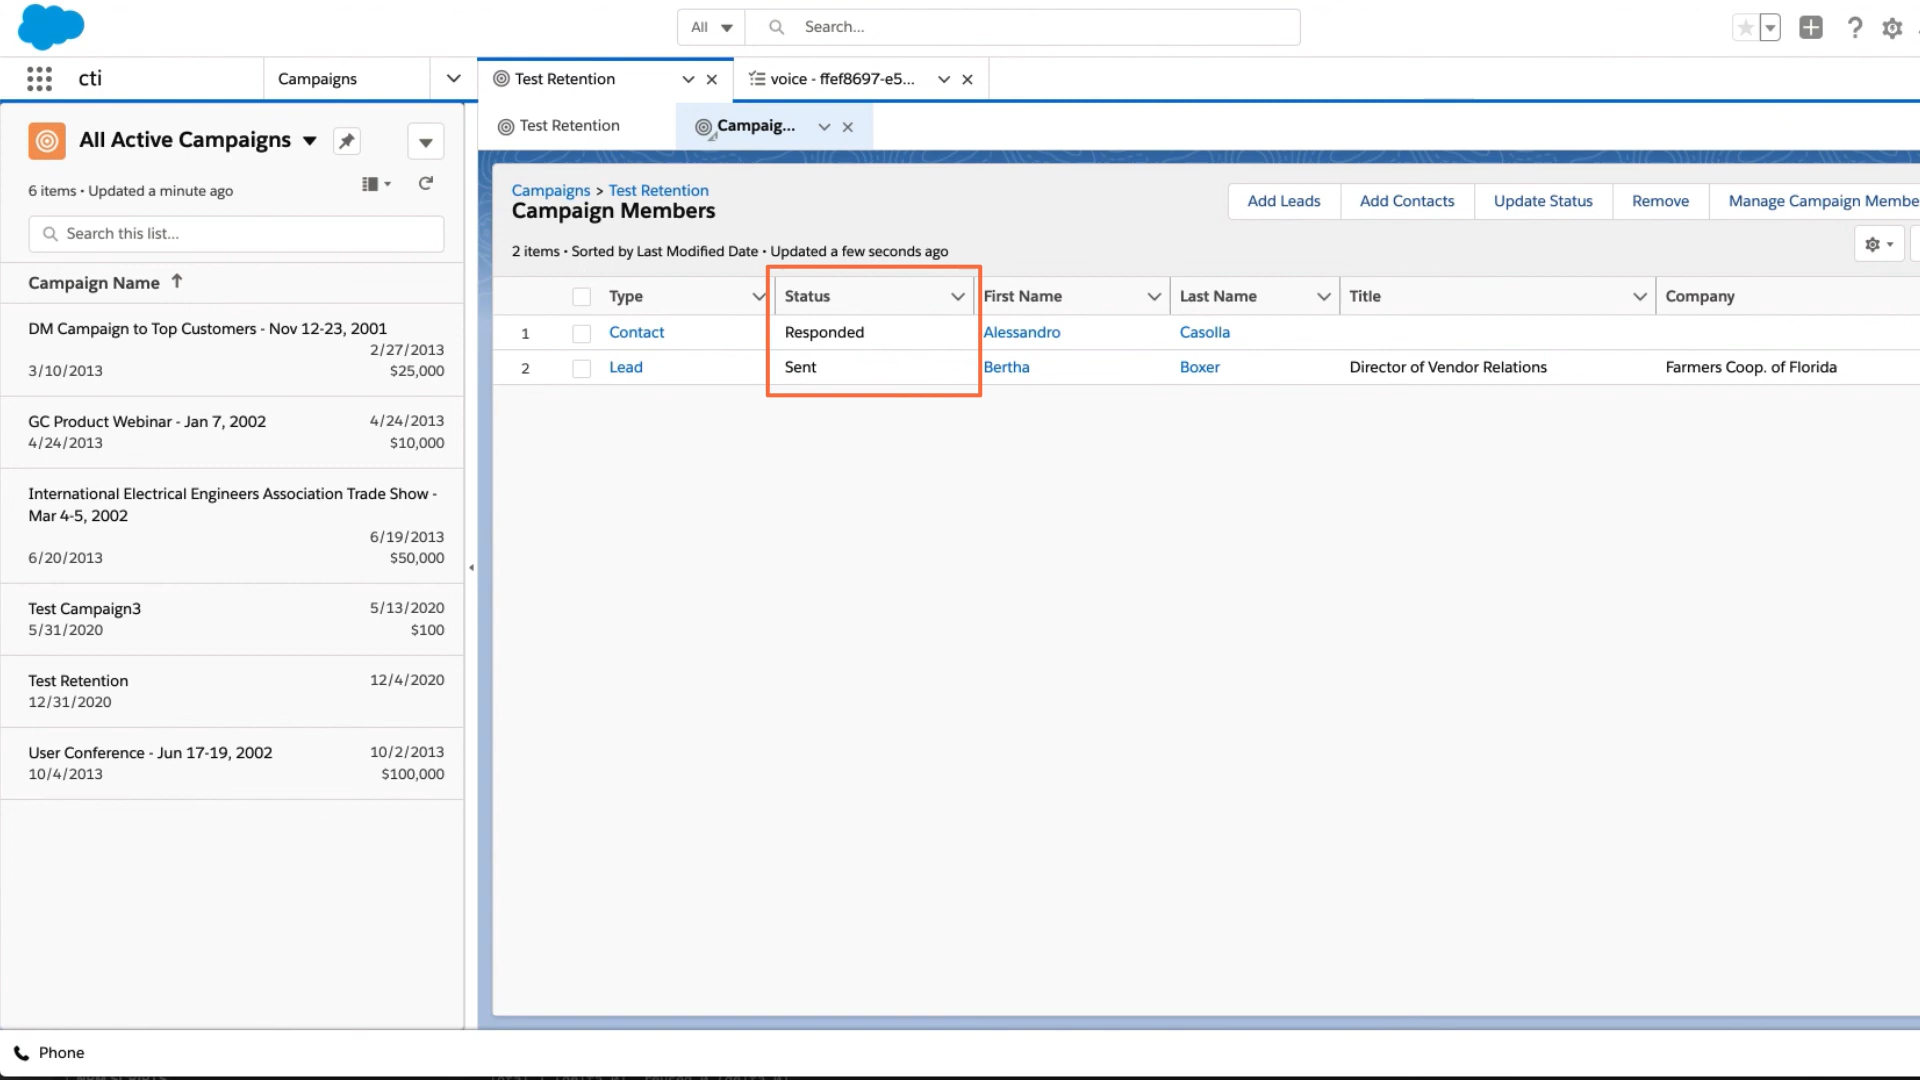 All
Search...
cti
Campaigns
Test Retention
voice - ffef8697-e5...
Test Retention
Campaig...
All Active Campaigns
6 items • Updated a minute ago
Search this list...
Campaign Name
DM Campaign to Top Customers - Nov 12-23, 2001
2/27/2013
3/10/2013
$25,000
GC Product Webinar - Jan 7, 2002
4/24/2013
4/24/2013
$10,000
International Electrical Engineers Association Trade Show -
Mar 4-5, 2002
6/19/2013
6/20/2013
$50,000
Test Campaign3
5/13/2020
5/31/2020
$100
Test Retention
12/4/2020
12/31/2020
User Conference - Jun 17-19, 2002
10/2/2013
10/4/2013
$100,000
Campaigns > Test Retention
Campaign Members
Add Leads
Add Contacts
Update Status
Remove
Manage Campaign Membe
2 items • Sorted by Last Modified Date • Updated a few seconds ago
Type Status First Name Last Name Title Company
1 Contact Responded Alessandro Casolla
2 Lead Sent Bertha Boxer Director of Vendor Relations Farmers Coop. of Florida
Phone